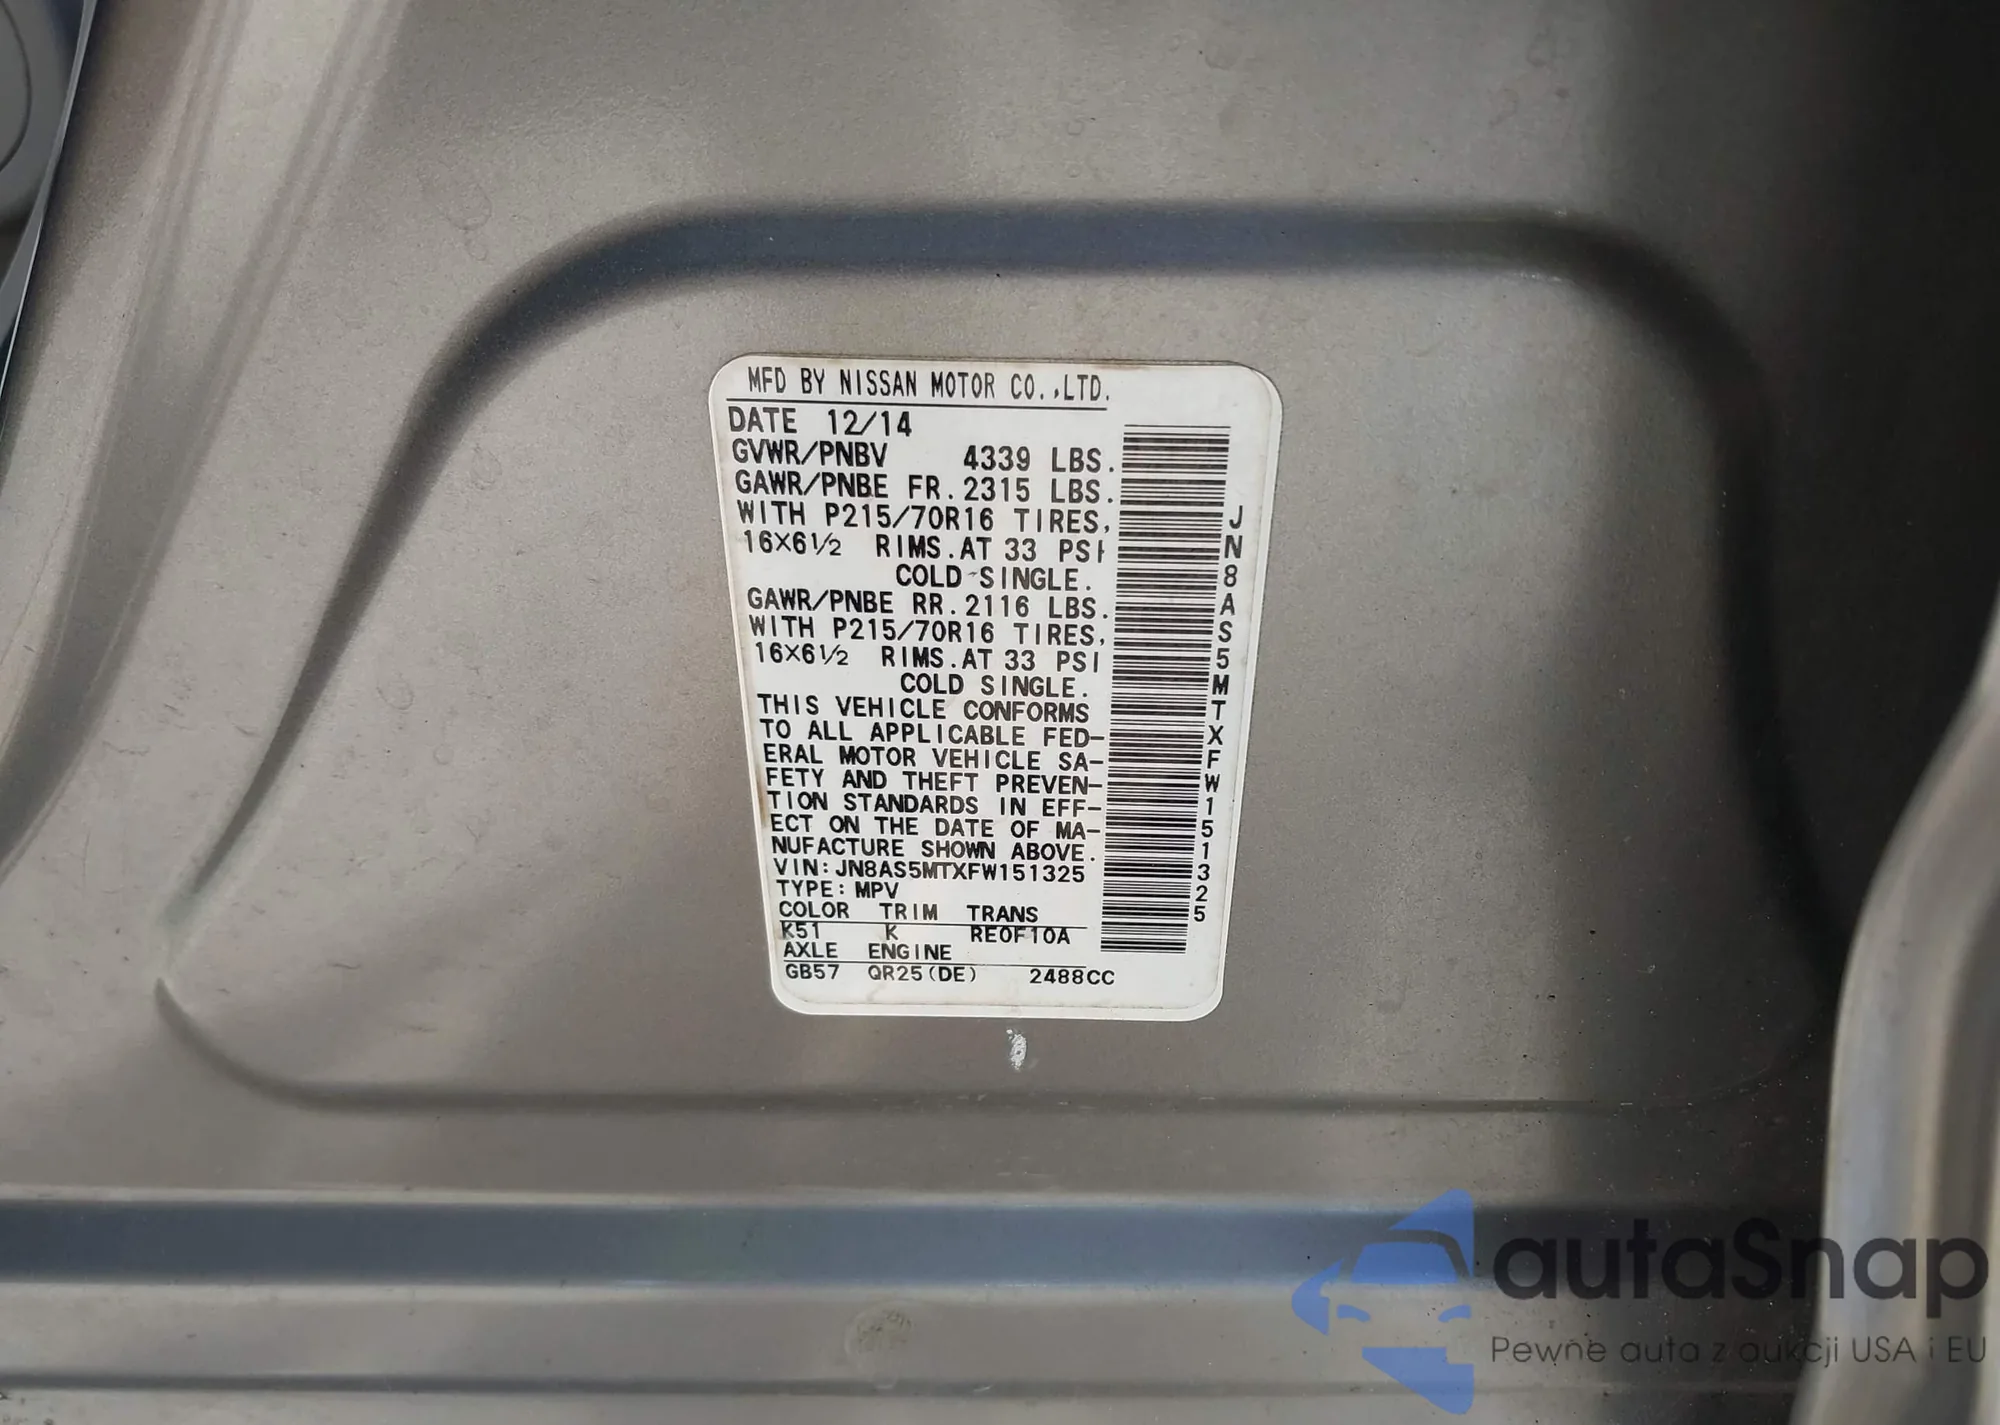 MFD BY NISSAN MOTOR CO.,LTD.
DATE 12/14
GVWR/PNBV 4339 LBS.
GAWR/PNBE FR.2315 LBS.
WITH P215/70R16 TIRES,
16X6½ RIMS.AT 33 PSI
COLD SINGLE.
GAWR/PNBE RR.2116 LBS.
WITH P215/70R16 TIRES,
16X6½ RIMS.AT 33 PSI
COLD SINGLE.
THIS VEHICLE CONFORMS
TO ALL APPLICABLE FED-
ERAL MOTOR VEHICLE SA-
FETY AND THEFT PREVEN-
TION STANDARDS IN EFF-
ECT ON THE DATE OF MA-
NUFACTURE SHOWN ABOVE.
VIN:JN8AS5MTXFW151325
TYPE:MPV
COLOR TRIM TRANS
K51 K RE0F10A
AXLE ENGINE
GB57 QR25(DE) 2488CC
JN8AS5MTXFW151325
autaSnap
Pewne auta z aukcji USA i EU